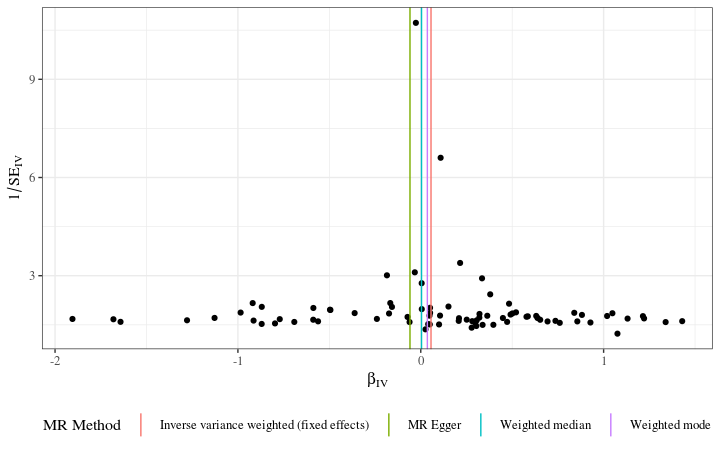 9
6
3
1/SE_IV
-2
-1
0
1
β_IV
MR Method
Inverse variance weighted (fixed effects)
MR Egger
Weighted median
Weighted mode